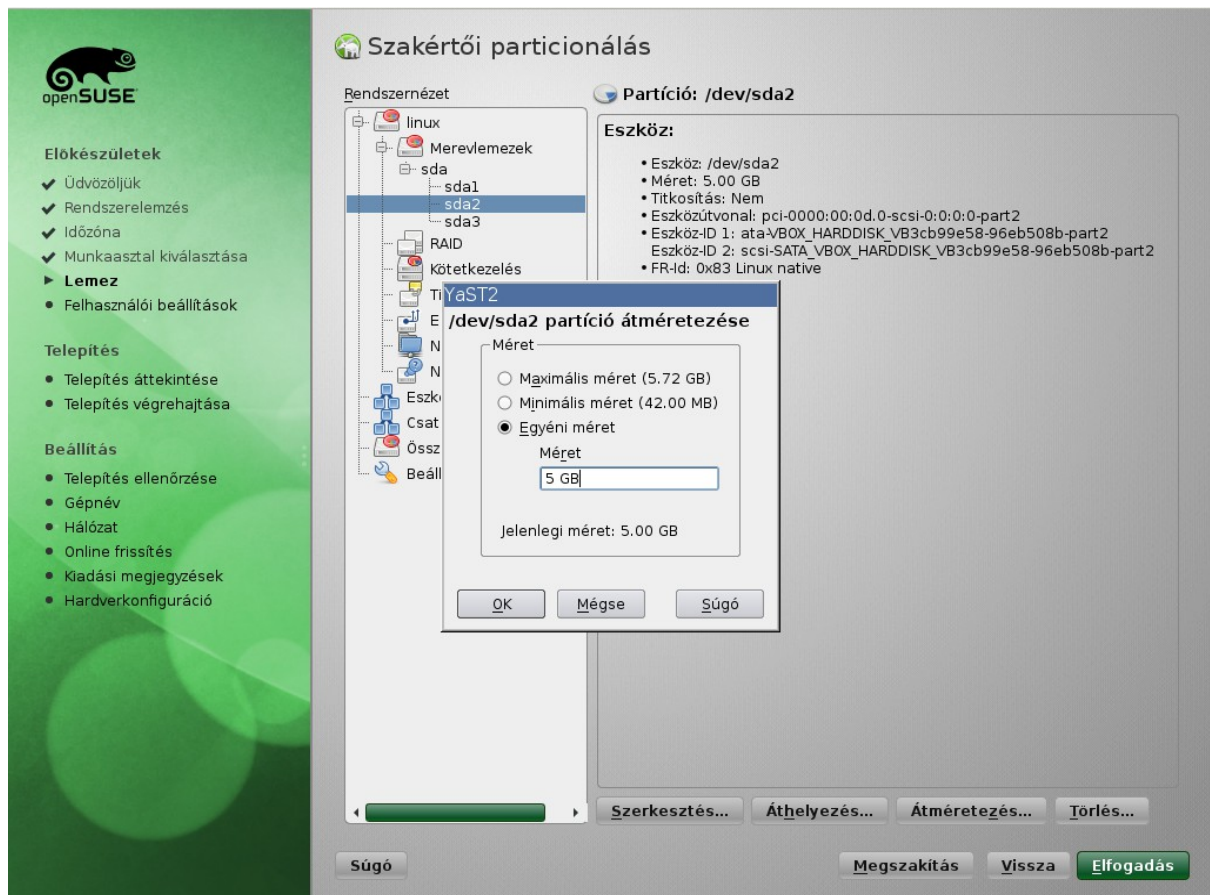 openSUSE
Előkészületek
Üdvözöljük
Rendszerelemzés
Időzóna
Munkaasztal kiválasztása
Lemez
Felhasználói beállítások
Telepítés
Telepítés áttekintése
Telepítés végrehajtása
Beállítás
Telepítés ellenőrzése
Gépnév
Hálózat
Online frissítés
Kiadási megjegyzések
Hardverkonfiguráció
Szakértői particionálás
Rendszernézet
linux
Merevlemezek
sda
sda1
sda2
sda3
RAID
Kötetkezelés
Ti
E
N
N
Eszk
Csat
Össz
Beáll
Partíció: /dev/sda2
Eszköz:
• Eszköz: /dev/sda2
• Méret: 5.00 GB
• Titkosítás: Nem
• Eszközútvonal: pci-0000:00:0d.0-scsi-0:0:0:0-part2
• Eszköz-ID 1: ata-VBOX_HARDDISK_VB3cb99e58-96eb508b-part2
Eszköz-ID 2: scsi-SATA_VBOX_HARDDISK_VB3cb99e58-96eb508b-part2
• FR-Id: 0x83 Linux native
YaST2
/dev/sda2 partíció átméretezése
Méret
Maximális méret (5.72 GB)
Minimális méret (42.00 MB)
Egyéni méret
Méret
5 GB
Jelenlegi méret: 5.00 GB
OK Mégse Súgó
Szerkesztés... Áthelyezés... Átméretezés... Törlés...
Súgó Megszakítás Vissza Elfogadás